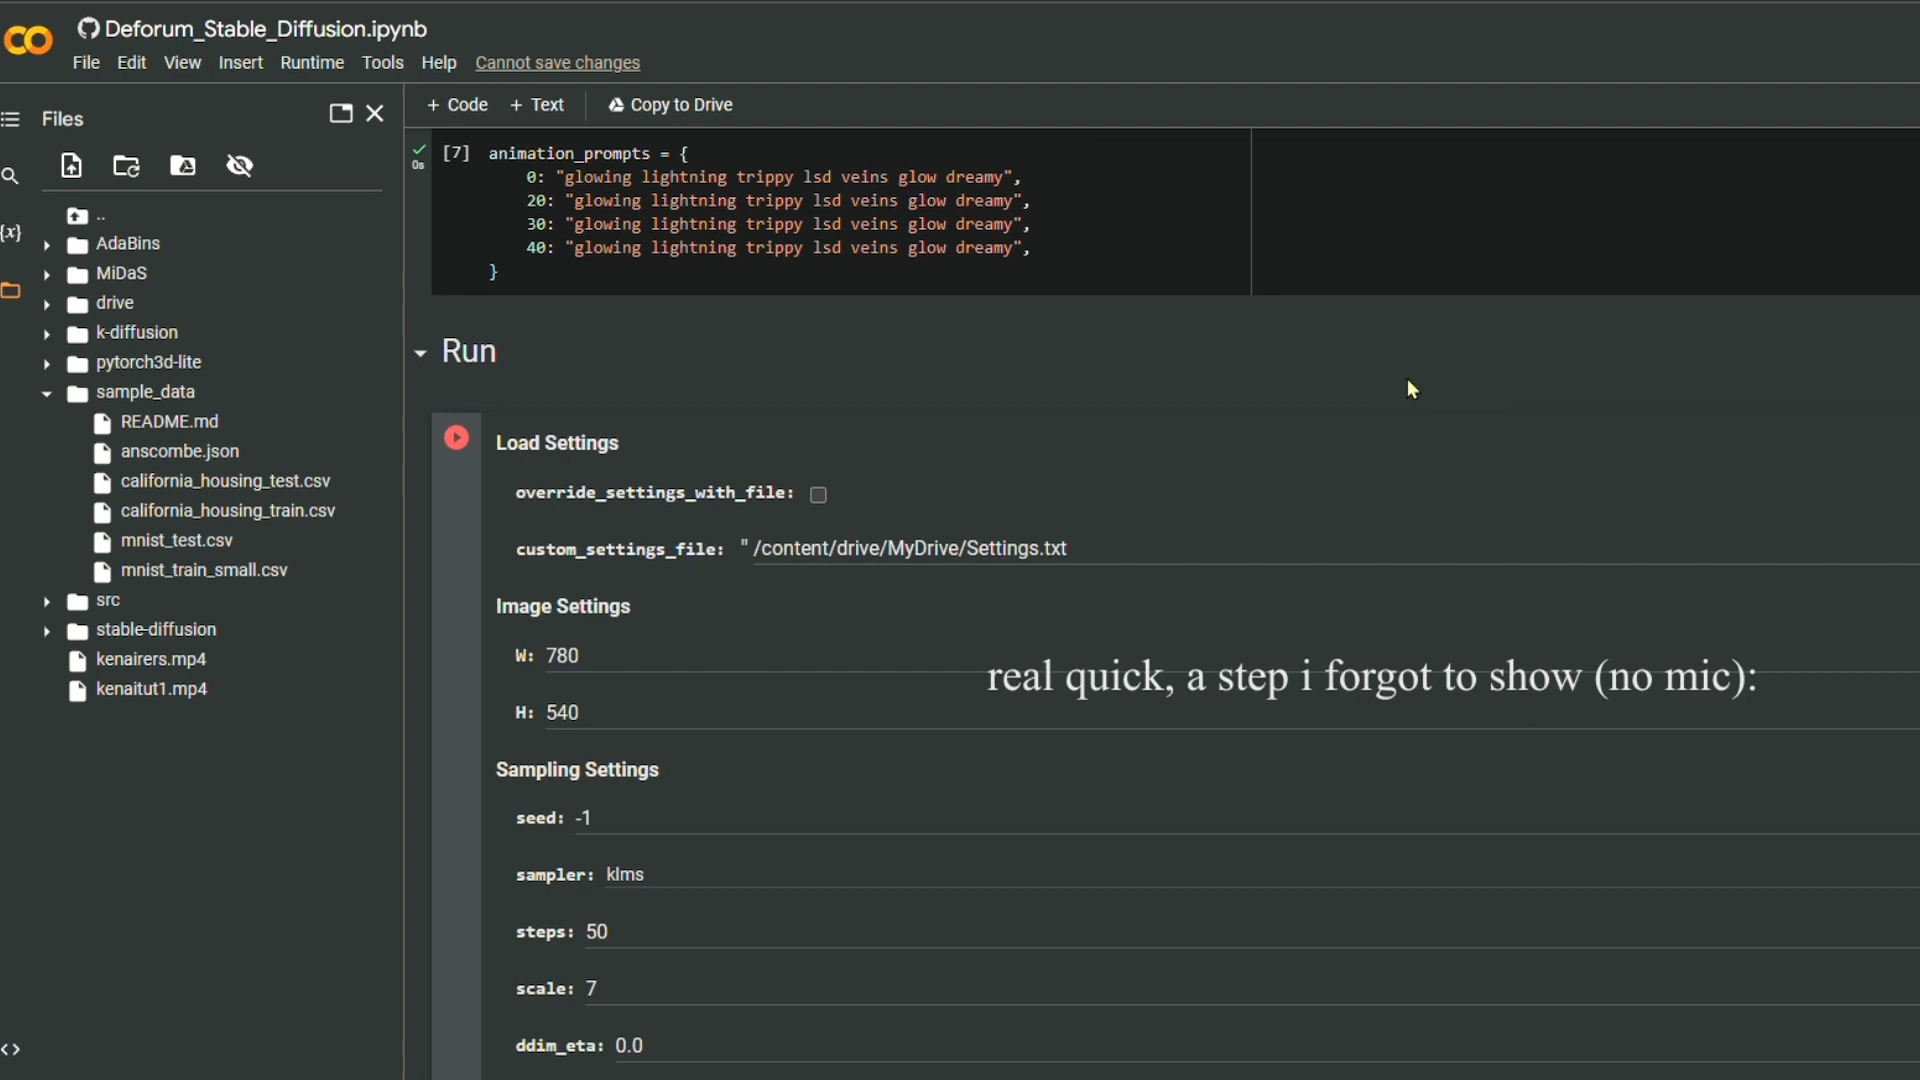 Deforum_Stable_Diffusion.ipynb
File Edit View Insert Runtime Tools Help Cannot save changes
Files
..
AdaBins
MiDaS
drive
k-diffusion
pytorch3d-lite
sample_data
README.md
anscombe.json
california_housing_test.csv
california_housing_train.csv
mnist_test.csv
mnist_train_small.csv
src
stable-diffusion
kenairers.mp4
kenaitut1.mp4
{x}
<>
+ Code + Text Copy to Drive
0s
[7] animation_prompts = {
0: "glowing lightning trippy lsd veins glow dreamy",
20: "glowing lightning trippy lsd veins glow dreamy",
30: "glowing lightning trippy lsd veins glow dreamy",
40: "glowing lightning trippy lsd veins glow dreamy",
}
Run
Load Settings
override_settings_with_file:
custom_settings_file: "/content/drive/MyDrive/Settings.txt
Image Settings
W: 780
real quick, a step i forgot to show (no mic):
H: 540
Sampling Settings
seed: -1
sampler: klms
steps: 50
scale: 7
ddim_eta: 0.0